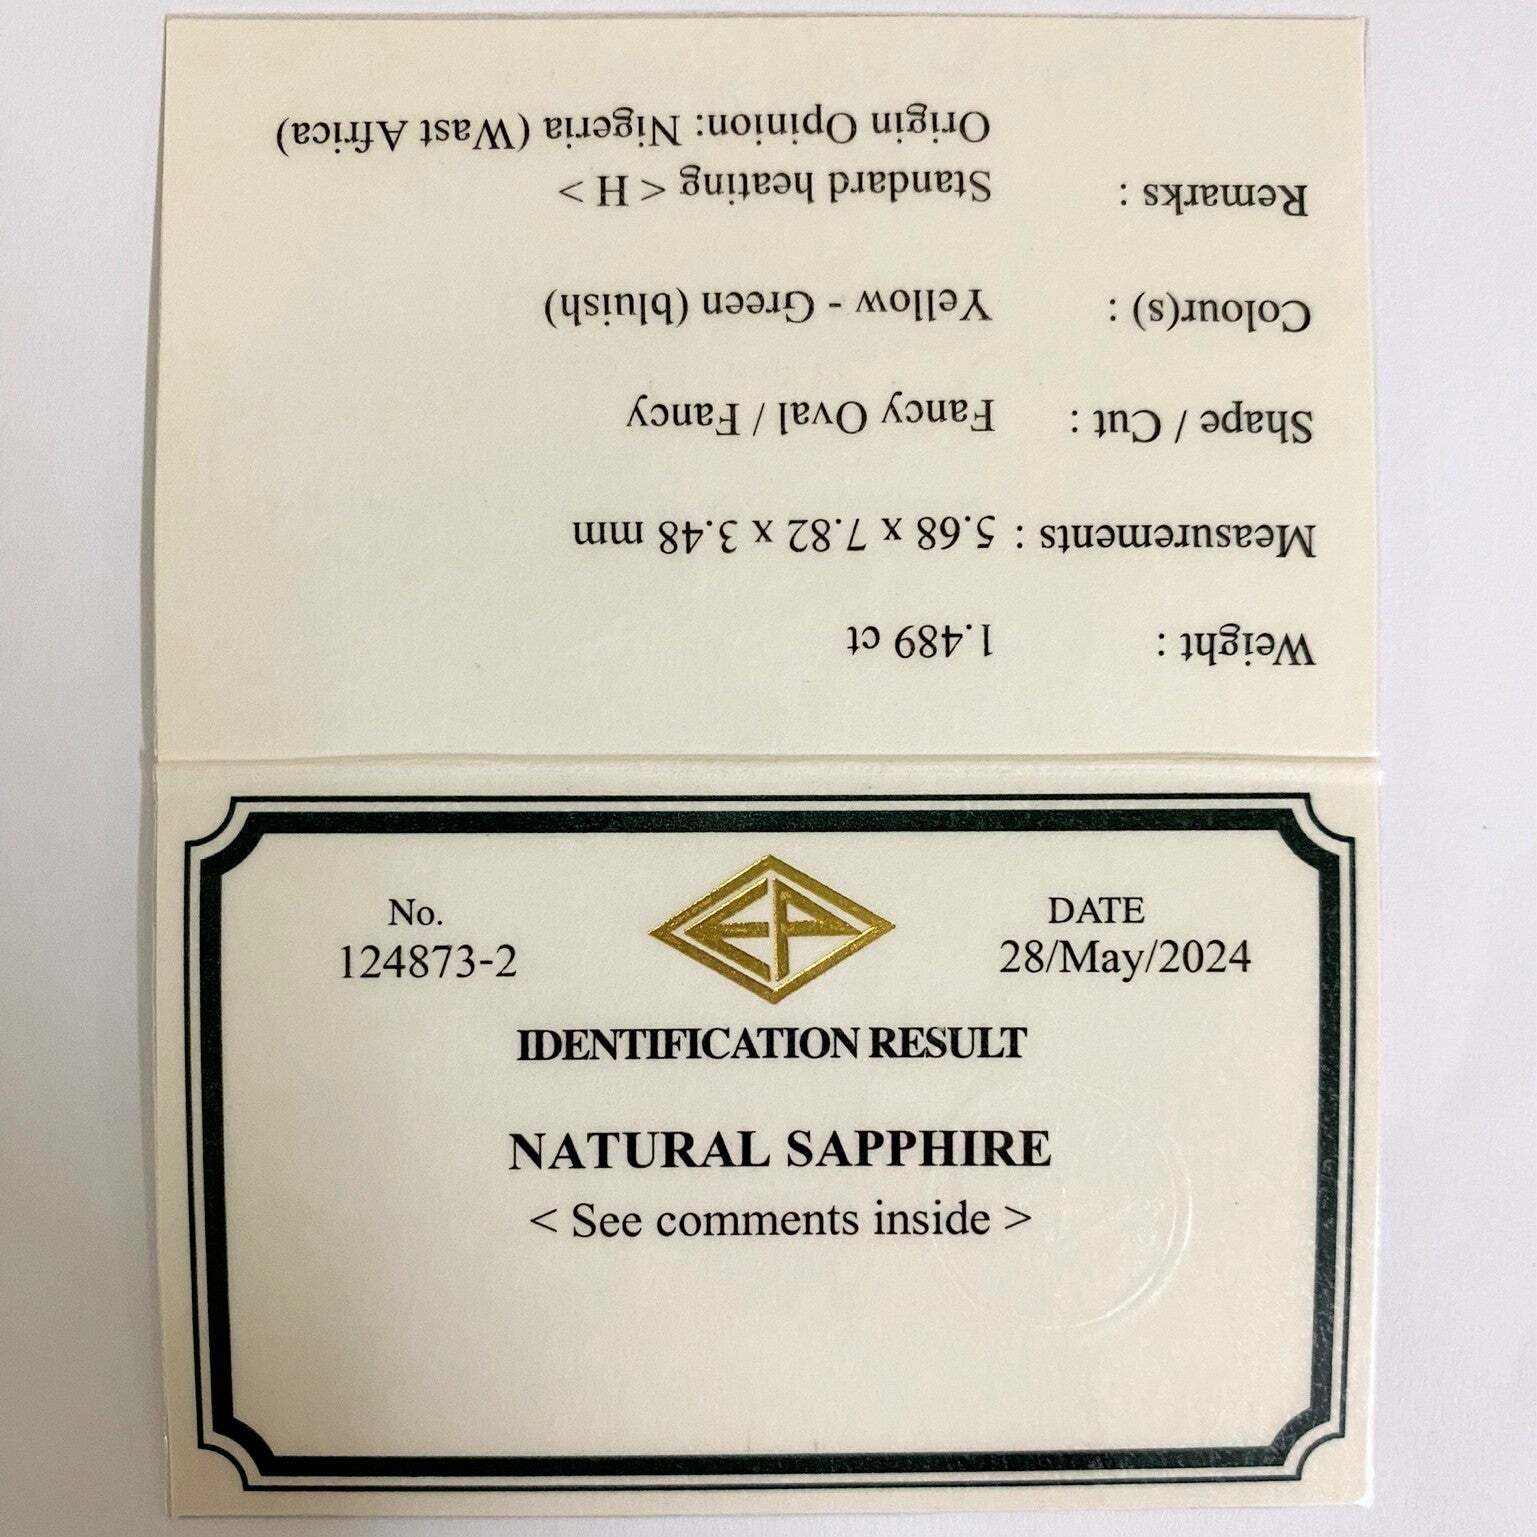 Weight : 1.489 ct
Measurements : 5.68 x 7.82 x 3.48 mm
Shape / Cut : Fancy Oval / Fancy
Colour(s) : Yellow - Green (bluish)
Remarks : Standard heating < H >
Origin Opinion: Nigeria (Wast Africa)
No.
124873-2
DATE
28/May/2024
IDENTIFICATION RESULT
NATURAL SAPPHIRE
< See comments inside >